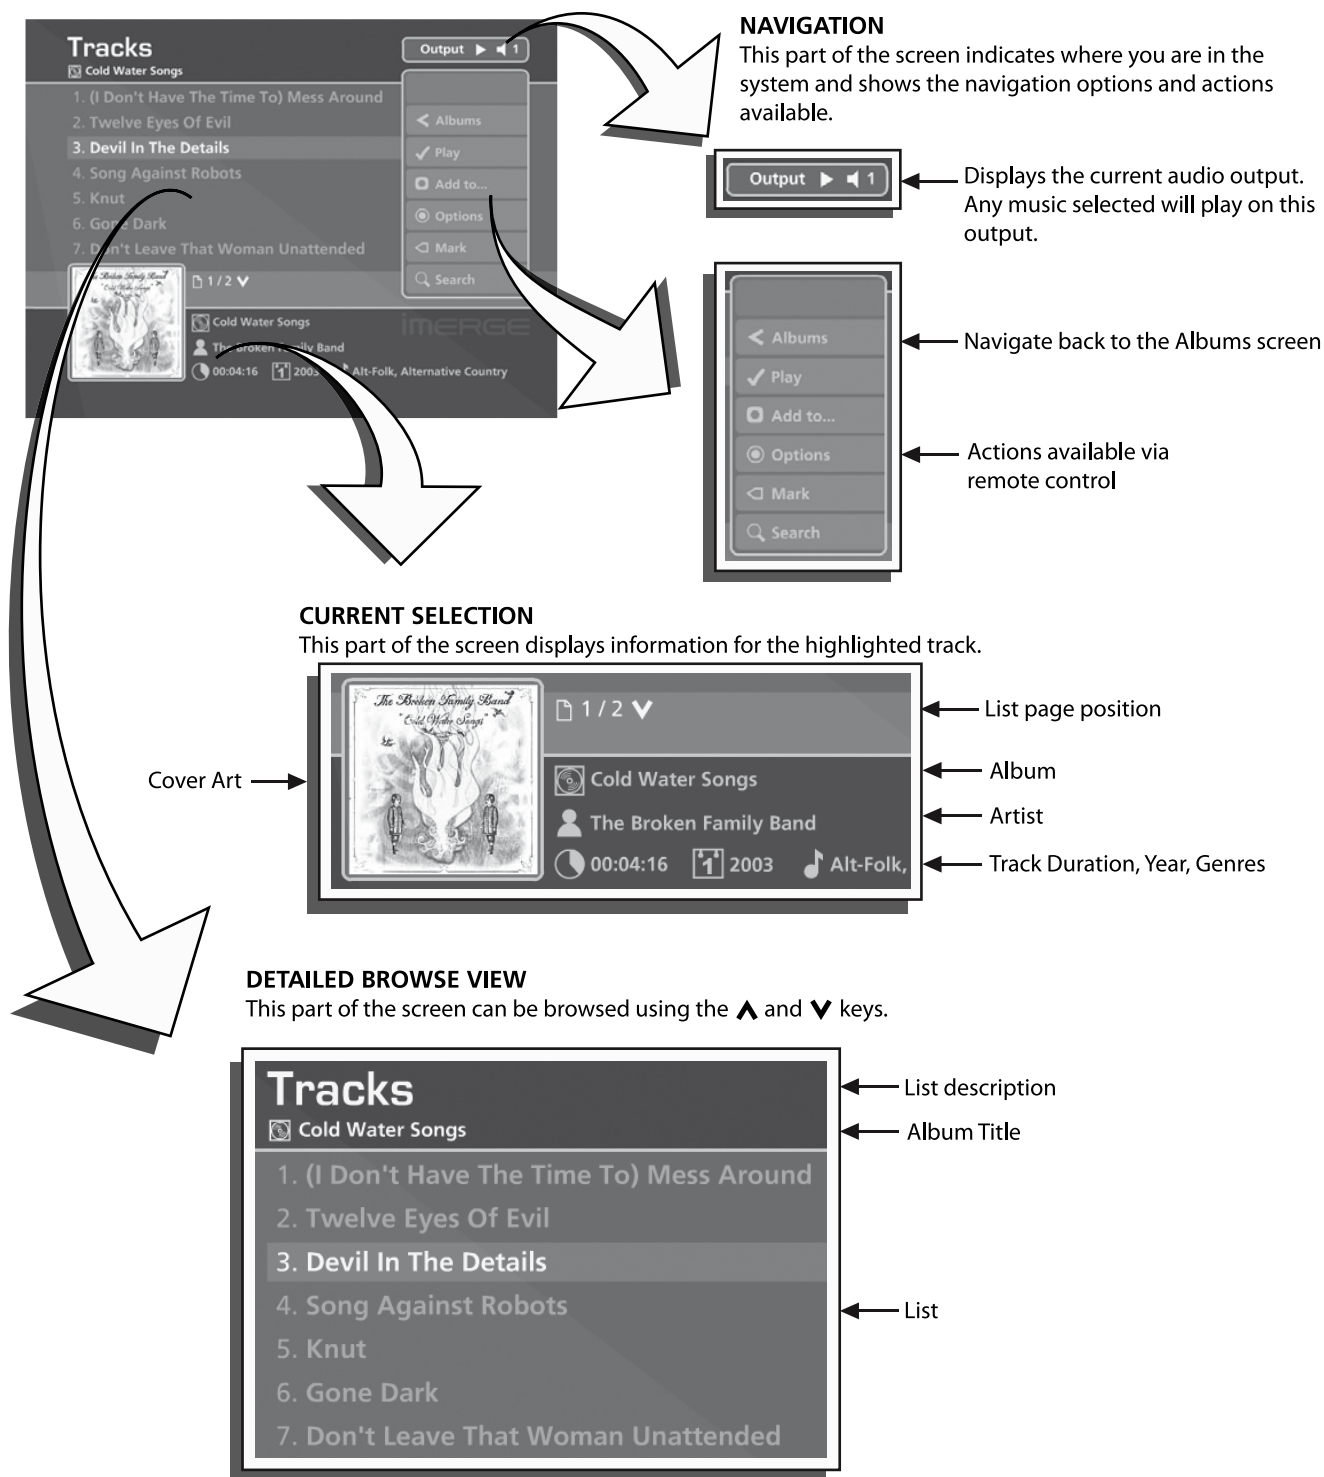 Tracks
Cold Water Songs
1. (I Don't Have The Time To) Mess Around
2. Twelve Eyes Of Evil
3. Devil In The Details
4. Song Against Robots
5. Knut
6. Gone Dark
7. Don't Leave That Woman Unattended
Output ▶ 1
< Albums
Play
Add to...
Options
Mark
Search
The Broken Family Band
"Cold Water Songs"
1 / 2
Cold Water Songs
The Broken Family Band
00:04:16 1 2003 Alt-Folk, Alternative Country
imerge
NAVIGATION
This part of the screen indicates where you are in the
system and shows the navigation options and actions
available.
Output ▶ 1
Displays the current audio output.
Any music selected will play on this
output.
< Albums
Play
Add to...
Options
Mark
Search
Navigate back to the Albums screen
Actions available via
remote control
CURRENT SELECTION
This part of the screen displays information for the highlighted track.
Cover Art
The Broken Family Band
"Cold Water Songs"
1 / 2
Cold Water Songs
The Broken Family Band
00:04:16 1 2003 Alt-Folk,
List page position
Album
Artist
Track Duration, Year, Genres
DETAILED BROWSE VIEW
This part of the screen can be browsed using the ∧ and ∨ keys.
Tracks
Cold Water Songs
1. (I Don't Have The Time To) Mess Around
2. Twelve Eyes Of Evil
3. Devil In The Details
4. Song Against Robots
5. Knut
6. Gone Dark
7. Don't Leave That Woman Unattended
List description
Album Title
List